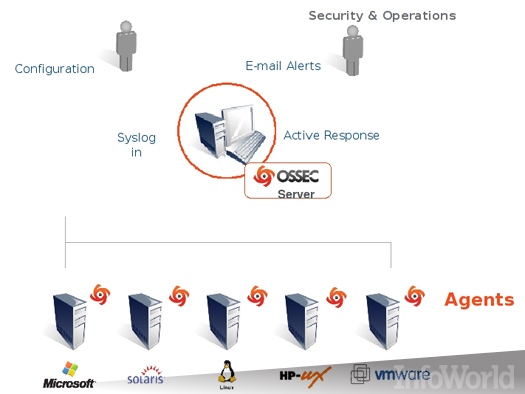 Security & Operations
Configuration
E-mail Alerts
Syslog
in
Active Response
OSSEC
Server
Agents
Microsoft
solaris
Linux
HP-UX
vmware
InfoWorld